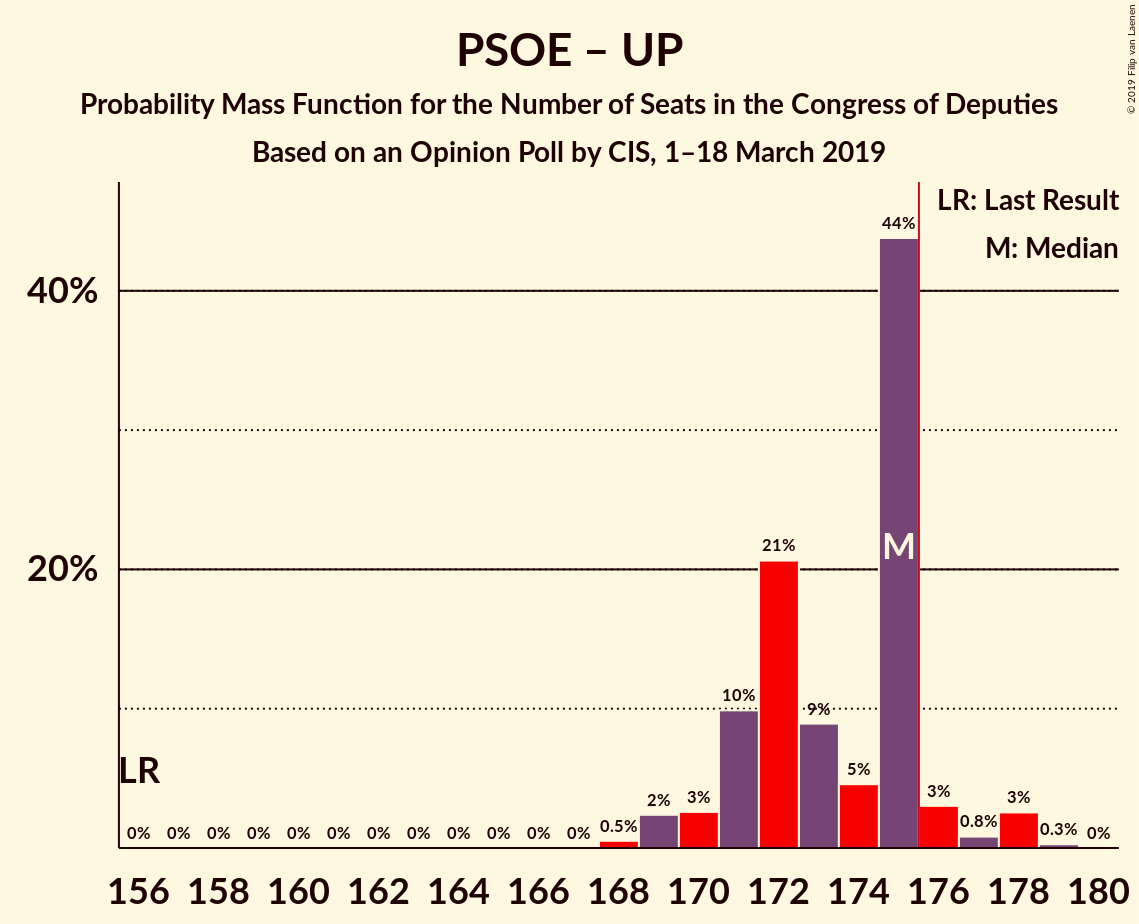 PSOE – UP
Probability Mass Function for the Number of Seats in the Congress of Deputies
Based on an Opinion Poll by CIS, 1–18 March 2019
© 2019 Filip van Laenen
LR: Last Result
M: Median
44%
40%
M
21%
20%
10%
9%
LR
5%
3%
3%
2%
3%
0% 0% 0% 0% 0% 0% 0% 0% 0% 0% 0% 0% 0.5% 0.8% 0.3% 0%
156 158 160 162 164 166 168 170 172 174 176 178 180